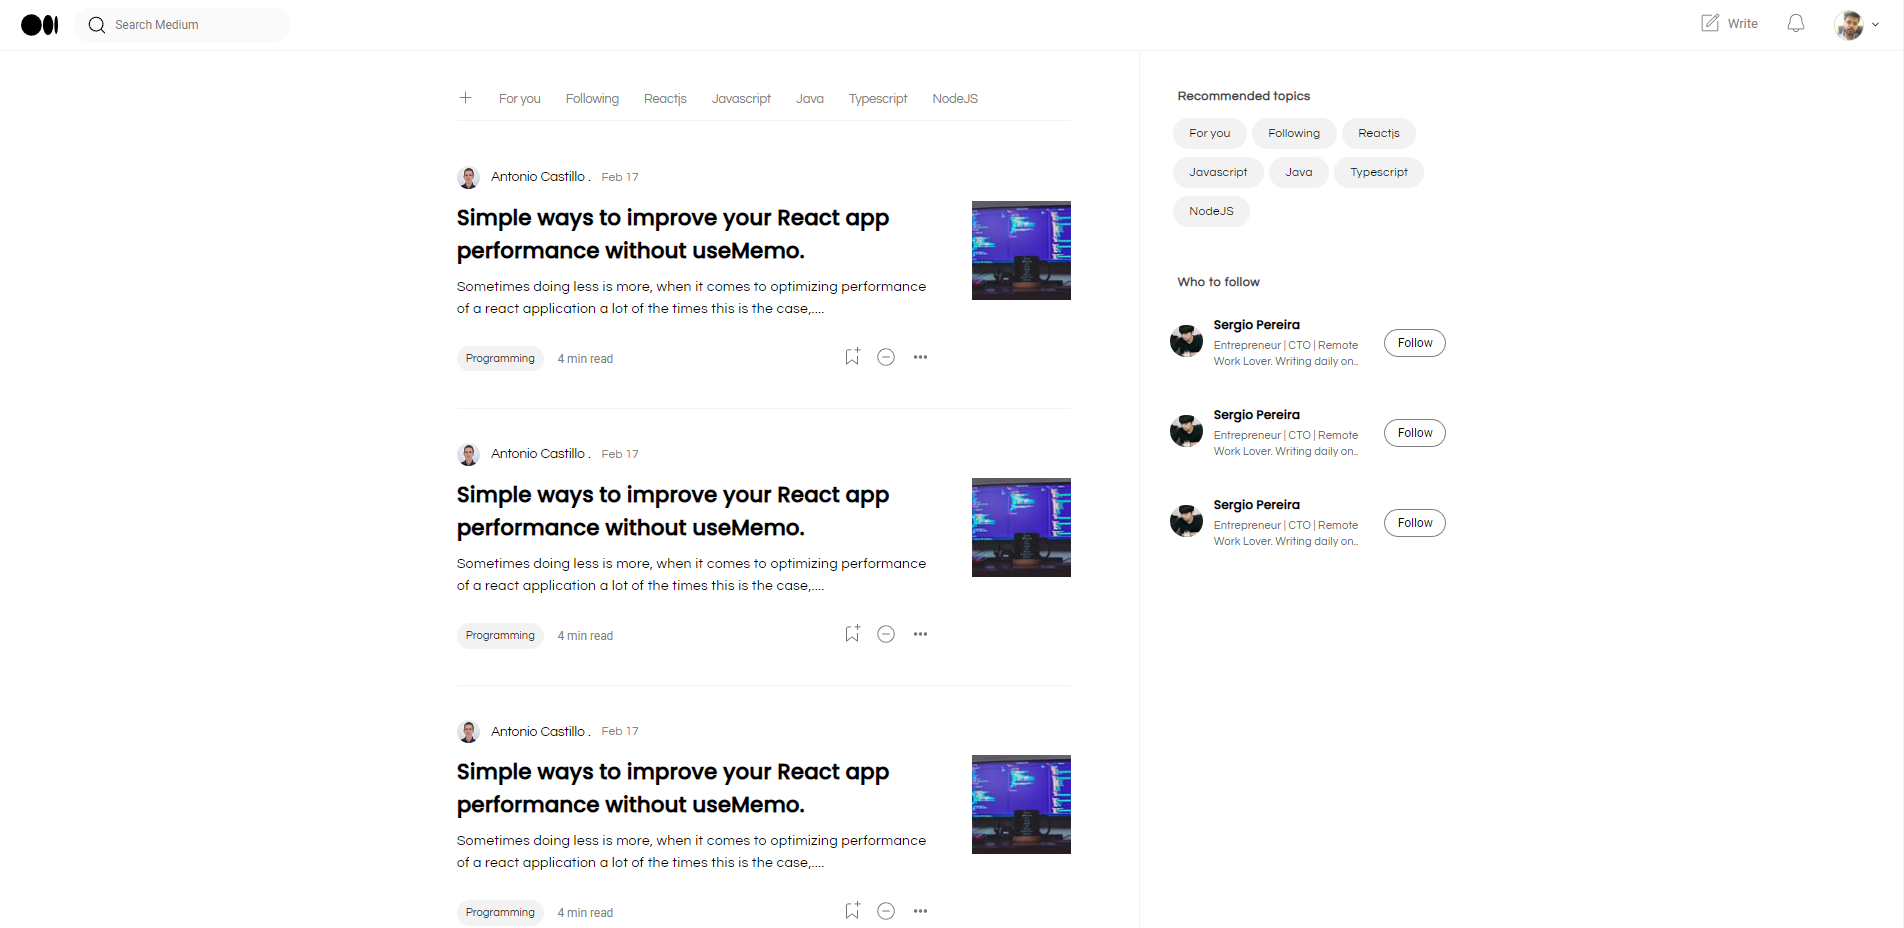 Search Medium
Write
For you Following Reactjs Javascript Java Typescript NodeJS
Antonio Castillo . Feb 17
Simple ways to improve your React app
performance without useMemo.
Sometimes doing less is more, when it comes to optimizing performance
of a react application a lot of the times this is the case,....
Programming 4 min read
Antonio Castillo . Feb 17
Simple ways to improve your React app
performance without useMemo.
Sometimes doing less is more, when it comes to optimizing performance
of a react application a lot of the times this is the case,....
Programming 4 min read
Antonio Castillo . Feb 17
Simple ways to improve your React app
performance without useMemo.
Sometimes doing less is more, when it comes to optimizing performance
of a react application a lot of the times this is the case,....
Programming 4 min read
Recommended topics
For you Following Reactjs
Javascript Java Typescript
NodeJS
Who to follow
Sergio Pereira
Entrepreneur | CTO | Remote
Work Lover. Writing daily on..
Follow
Sergio Pereira
Entrepreneur | CTO | Remote
Work Lover. Writing daily on..
Follow
Sergio Pereira
Entrepreneur | CTO | Remote
Work Lover. Writing daily on..
Follow